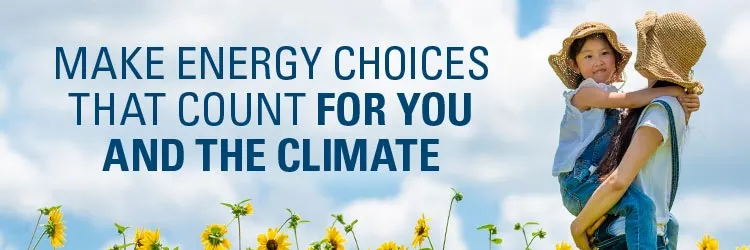 MAKE ENERGY CHOICES
THAT COUNT FOR YOU
AND THE CLIMATE